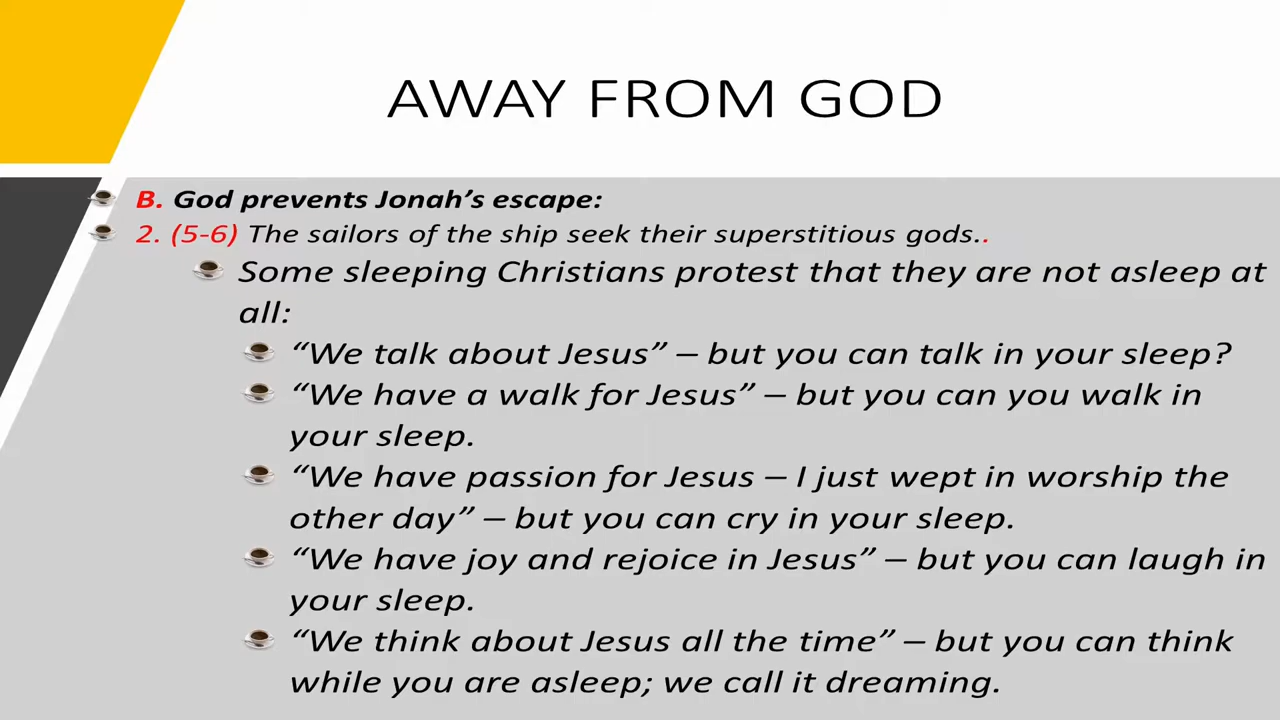 AWAY FROM GOD
B. God prevents Jonah’s escape:
2. (5-6) The sailors of the ship seek their superstitious gods..
Some sleeping Christians protest that they are not asleep at
all:
“We talk about Jesus” – but you can talk in your sleep?
“We have a walk for Jesus” – but you can you walk in
your sleep.
“We have passion for Jesus – I just wept in worship the
other day” – but you can cry in your sleep.
“We have joy and rejoice in Jesus” – but you can laugh in
your sleep.
“We think about Jesus all the time” – but you can think
while you are asleep; we call it dreaming.